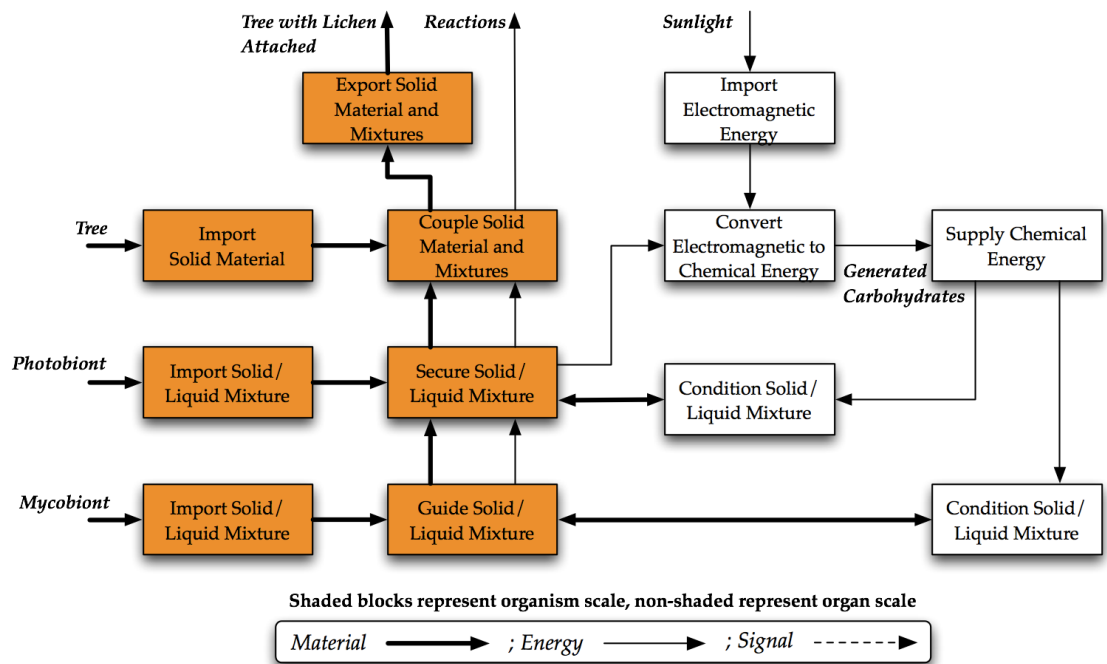 Tree with Lichen
Attached
Reactions
Sunlight
Export Solid
Material and
Mixtures
Import
Electromagnetic
Energy
Tree
Import
Solid Material
Couple Solid
Material and
Mixtures
Convert
Electromagnetic to
Chemical Energy
Supply Chemical
Energy
Generated
Carbohydrates
Photobiont
Import Solid/
Liquid Mixture
Secure Solid/
Liquid Mixture
Condition Solid/
Liquid Mixture
Mycobiont
Import Solid/
Liquid Mixture
Guide Solid/
Liquid Mixture
Condition Solid/
Liquid Mixture
Shaded blocks represent organism scale, non-shaded represent organ scale
Material ; Energy ; Signal